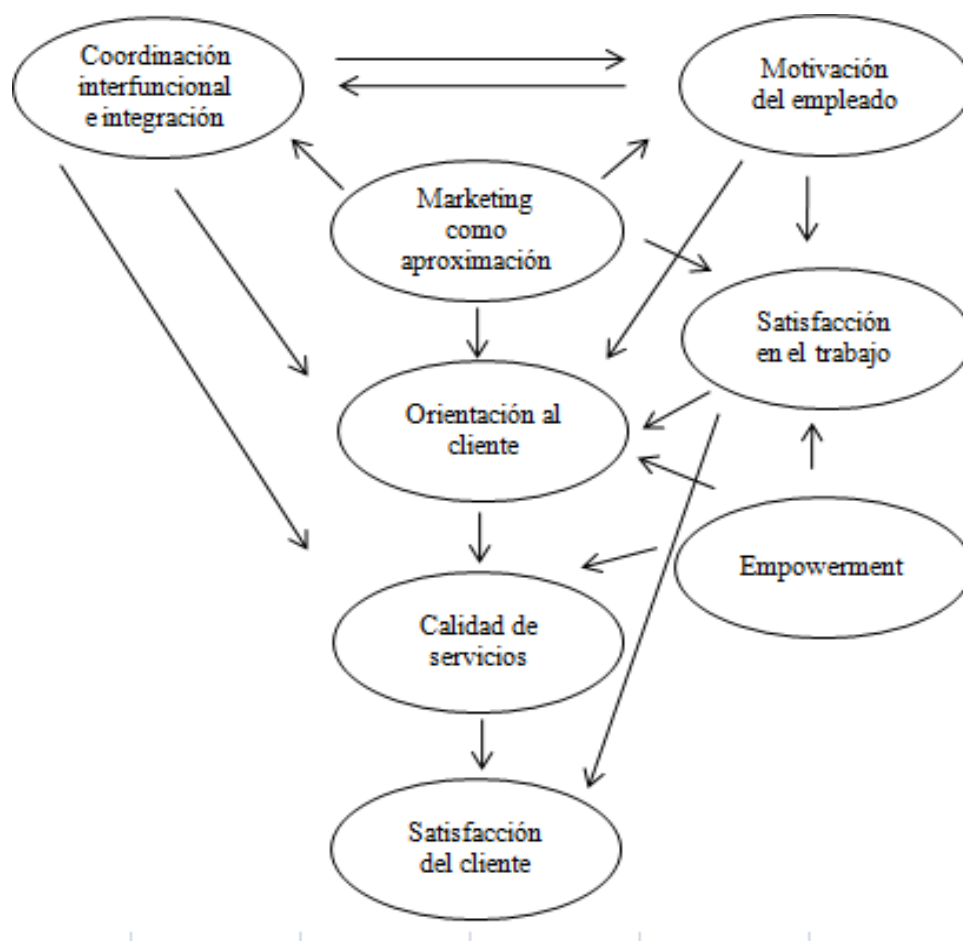 Coordinación
interfuncional
e integración
Motivación
del empleado
Marketing
como
aproximación
Satisfacción
en el trabajo
Orientación al
cliente
Empowerment
Calidad de
servicios
Satisfacción
del cliente